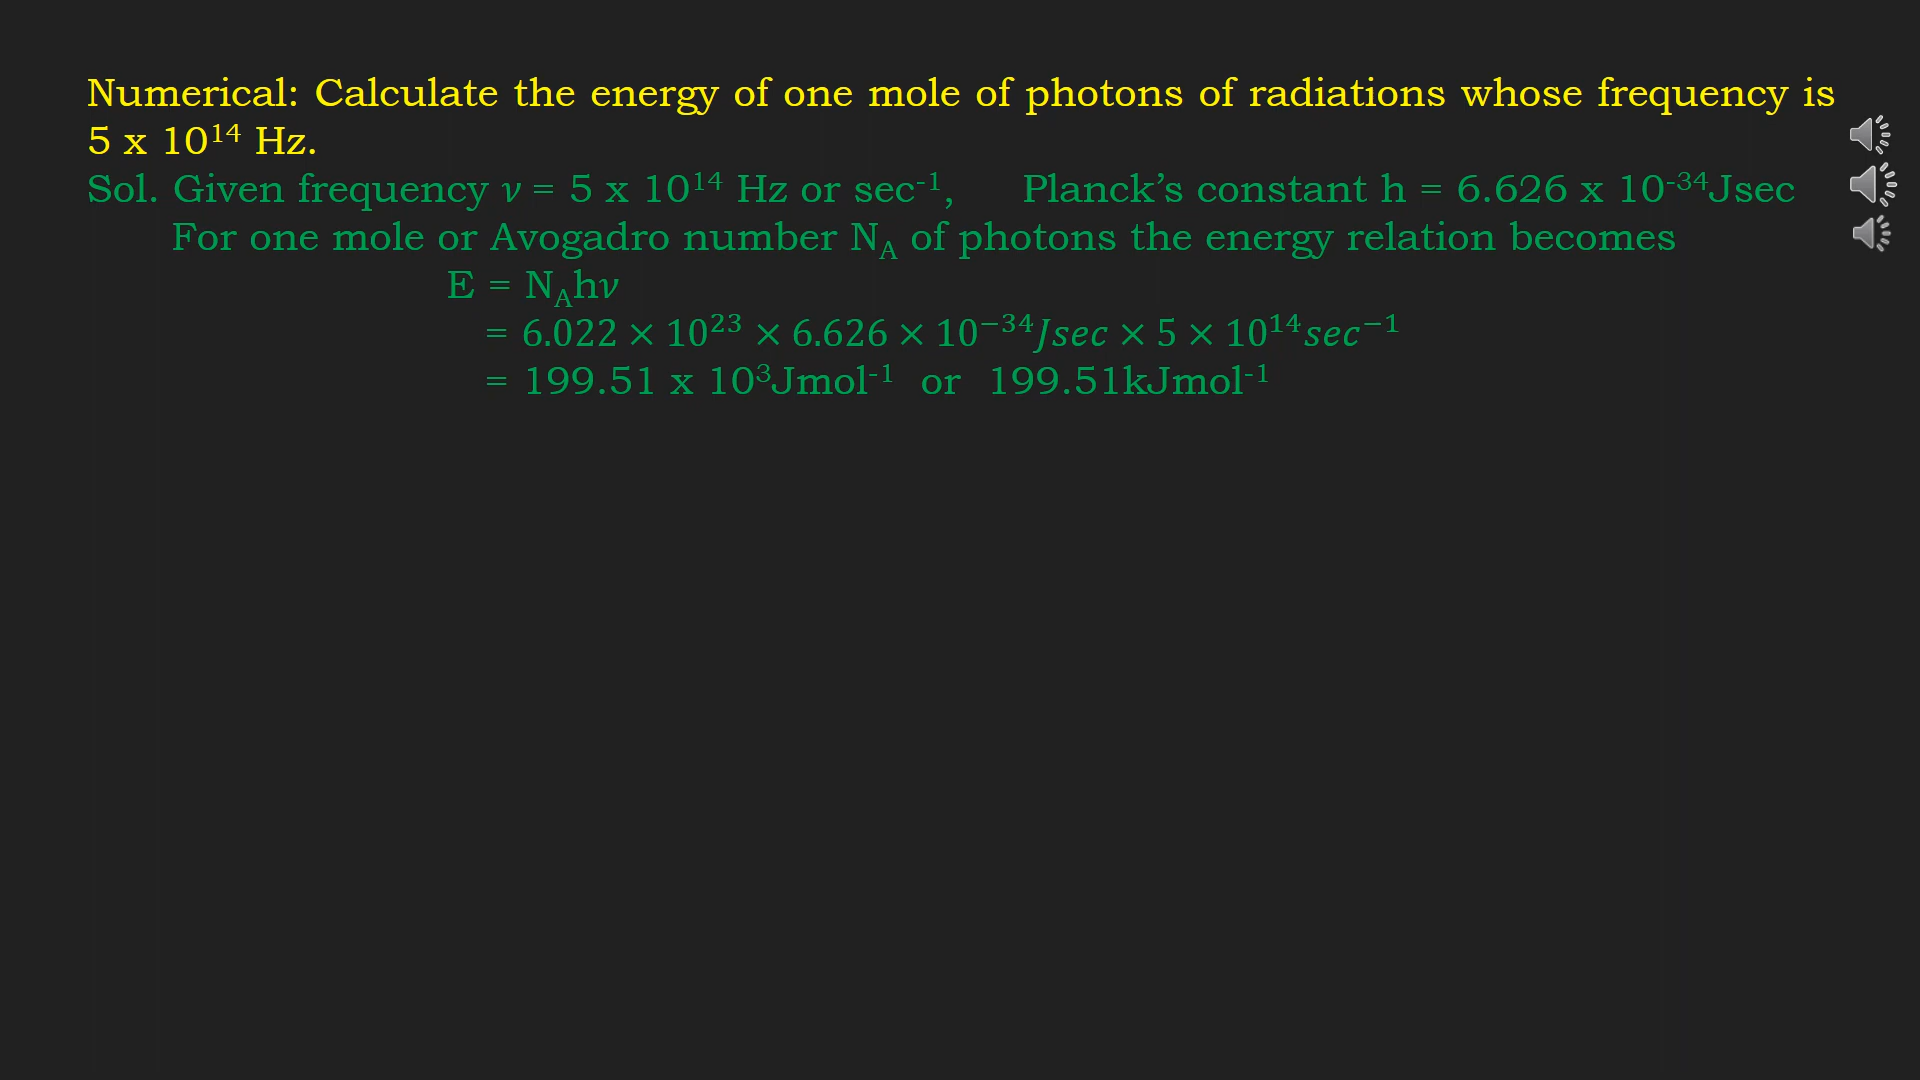 Numerical: Calculate the energy of one mole of photons of radiations whose frequency is
5 x 10¹⁴ Hz.
Sol. Given frequency ν = 5 x 10¹⁴ Hz or sec⁻¹, Planck’s constant h = 6.626 x 10⁻³⁴Jsec
For one mole or Avogadro number N_A of photons the energy relation becomes
E = N_Ahν
= 6.022 × 10²³ × 6.626 × 10⁻³⁴Jsec × 5 × 10¹⁴sec⁻¹
= 199.51 x 10³Jmol⁻¹ or 199.51kJmol⁻¹